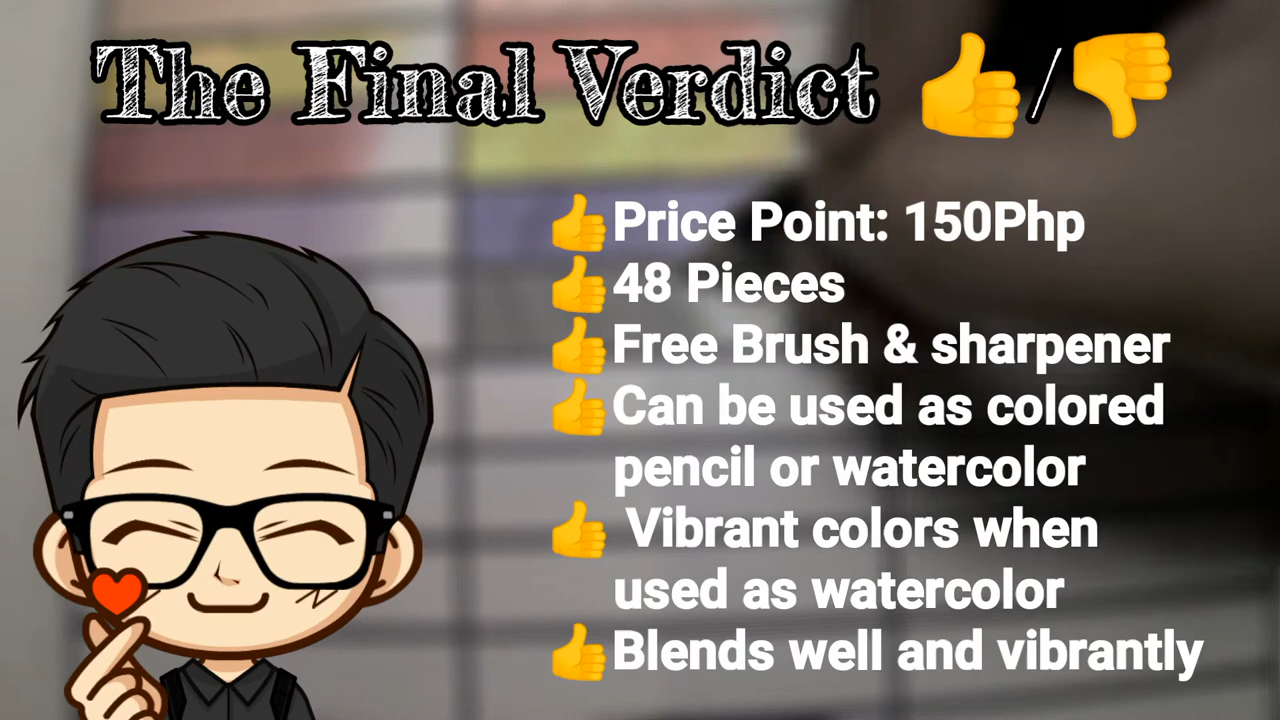 The Final Verdict 👍/👎
👍Price Point: 150Php
👍48 Pieces
👍Free Brush & sharpener
👍Can be used as colored
pencil or watercolor
👍 Vibrant colors when
used as watercolor
👍Blends well and vibrantly